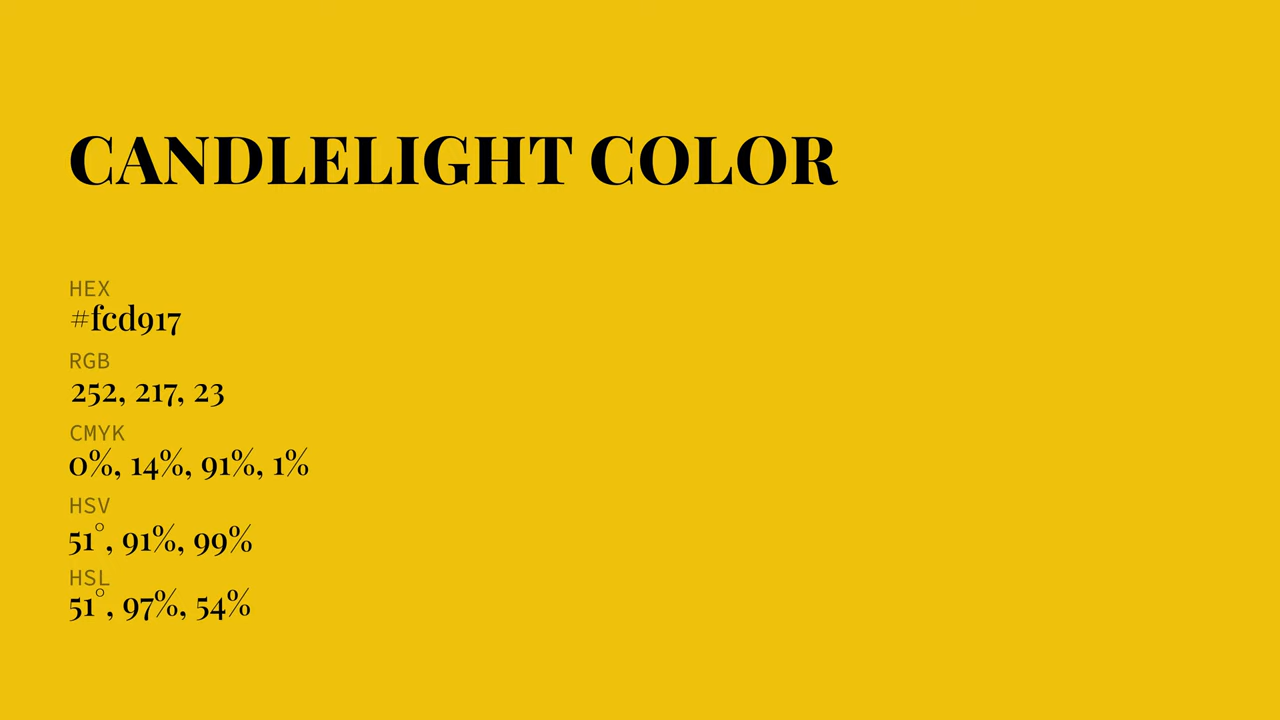 CANDLELIGHT COLOR
HEX
#fcd917
RGB
252, 217, 23
CMYK
0%, 14%, 91%, 1%
HSV
51°, 91%, 99%
HSL
51°, 97%, 54%